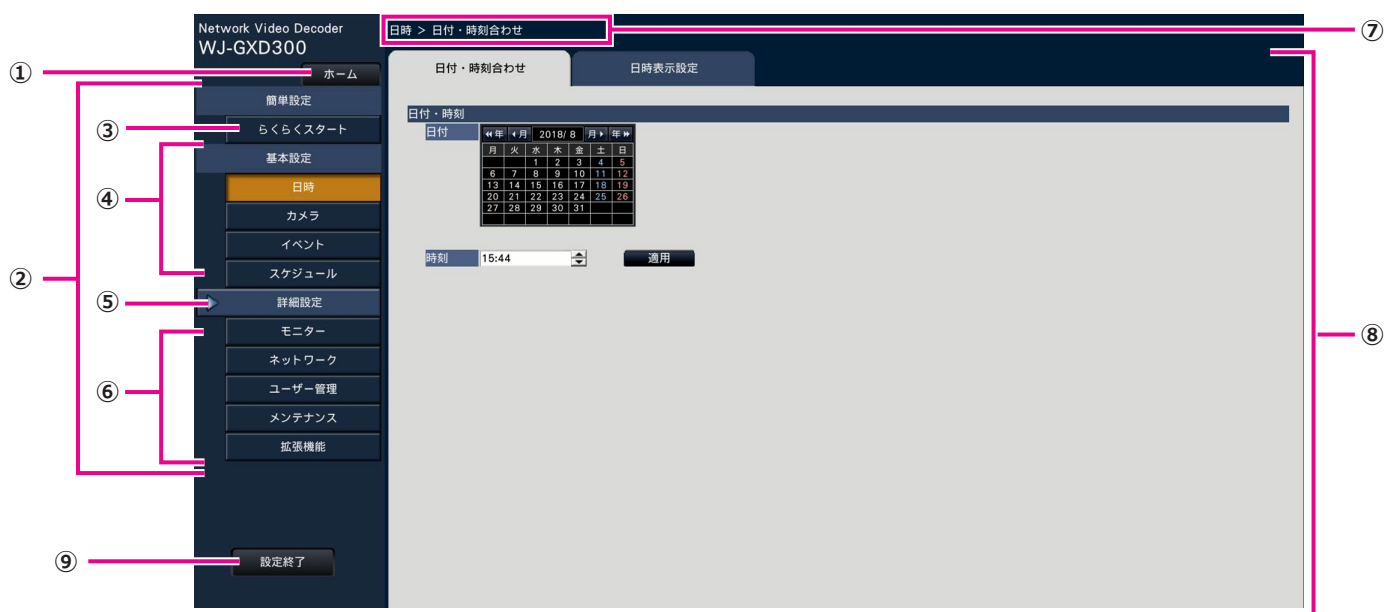 Network Video Decoder
WJ-GXD300
日時 > 日付・時刻合わせ
⑦
① ホーム
日付・時刻合わせ 日時表示設定
⑧
②
簡単設定
③ らくらくスタート
④
基本設定
日時
カメラ
イベント
スケジュール
⑤ 詳細設定
⑥
モニター
ネットワーク
ユーザー管理
メンテナンス
拡張機能
⑨ 設定終了
日付・時刻
日付
年 月 2018/ 8 月 年
月 火 水 木 金 土 日
1 2 3 4 5
6 7 8 9 10 11 12
13 14 15 16 17 18 19
20 21 22 23 24 25 26
27 28 29 30 31
時刻 15:44 適用